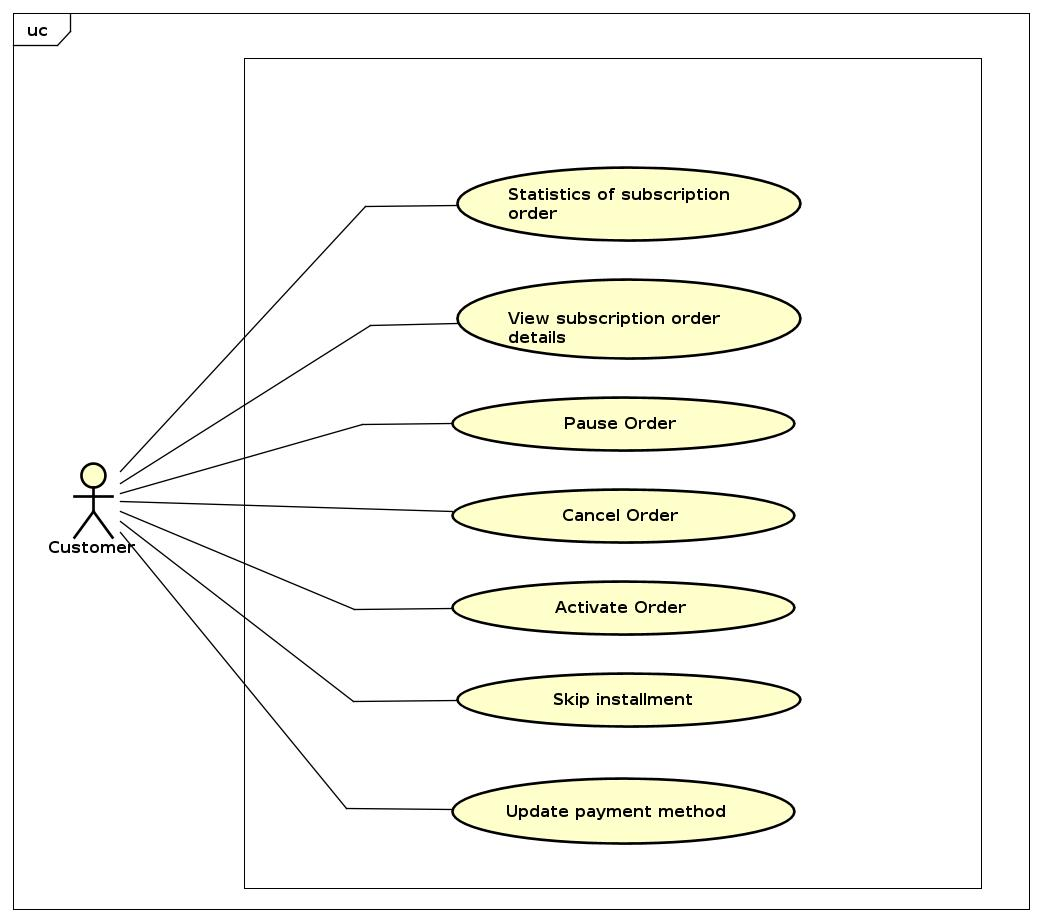 uc
Statistics of subscription
order
View subscription order
details
Pause Order
Cancel Order
Customer
Activate Order
Skip installment
Update payment method